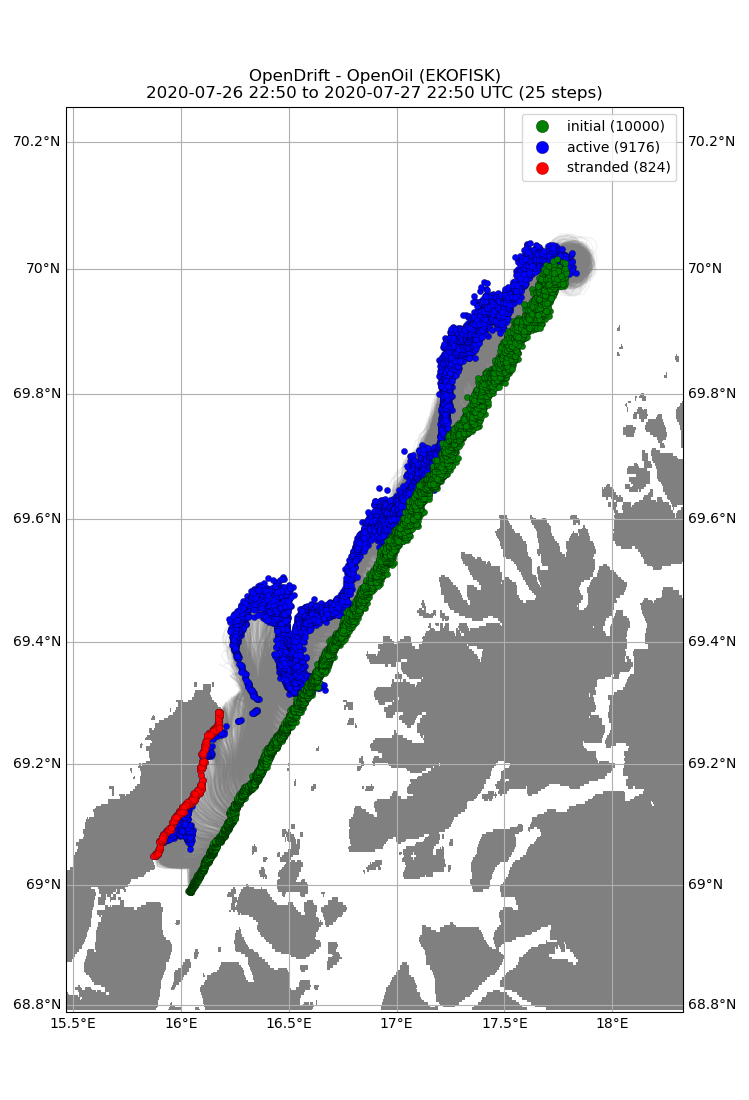 OpenDrift - OpenOil (EKOFISK)
2020-07-26 22:50 to 2020-07-27 22:50 UTC (25 steps)
initial (10000)
active (9176)
stranded (824)
70.2°N 70.2°N
70°N 70°N
69.8°N 69.8°N
69.6°N 69.6°N
69.4°N 69.4°N
69.2°N 69.2°N
69°N 69°N
68.8°N 68.8°N
15.5°E 16°E 16.5°E 17°E 17.5°E 18°E